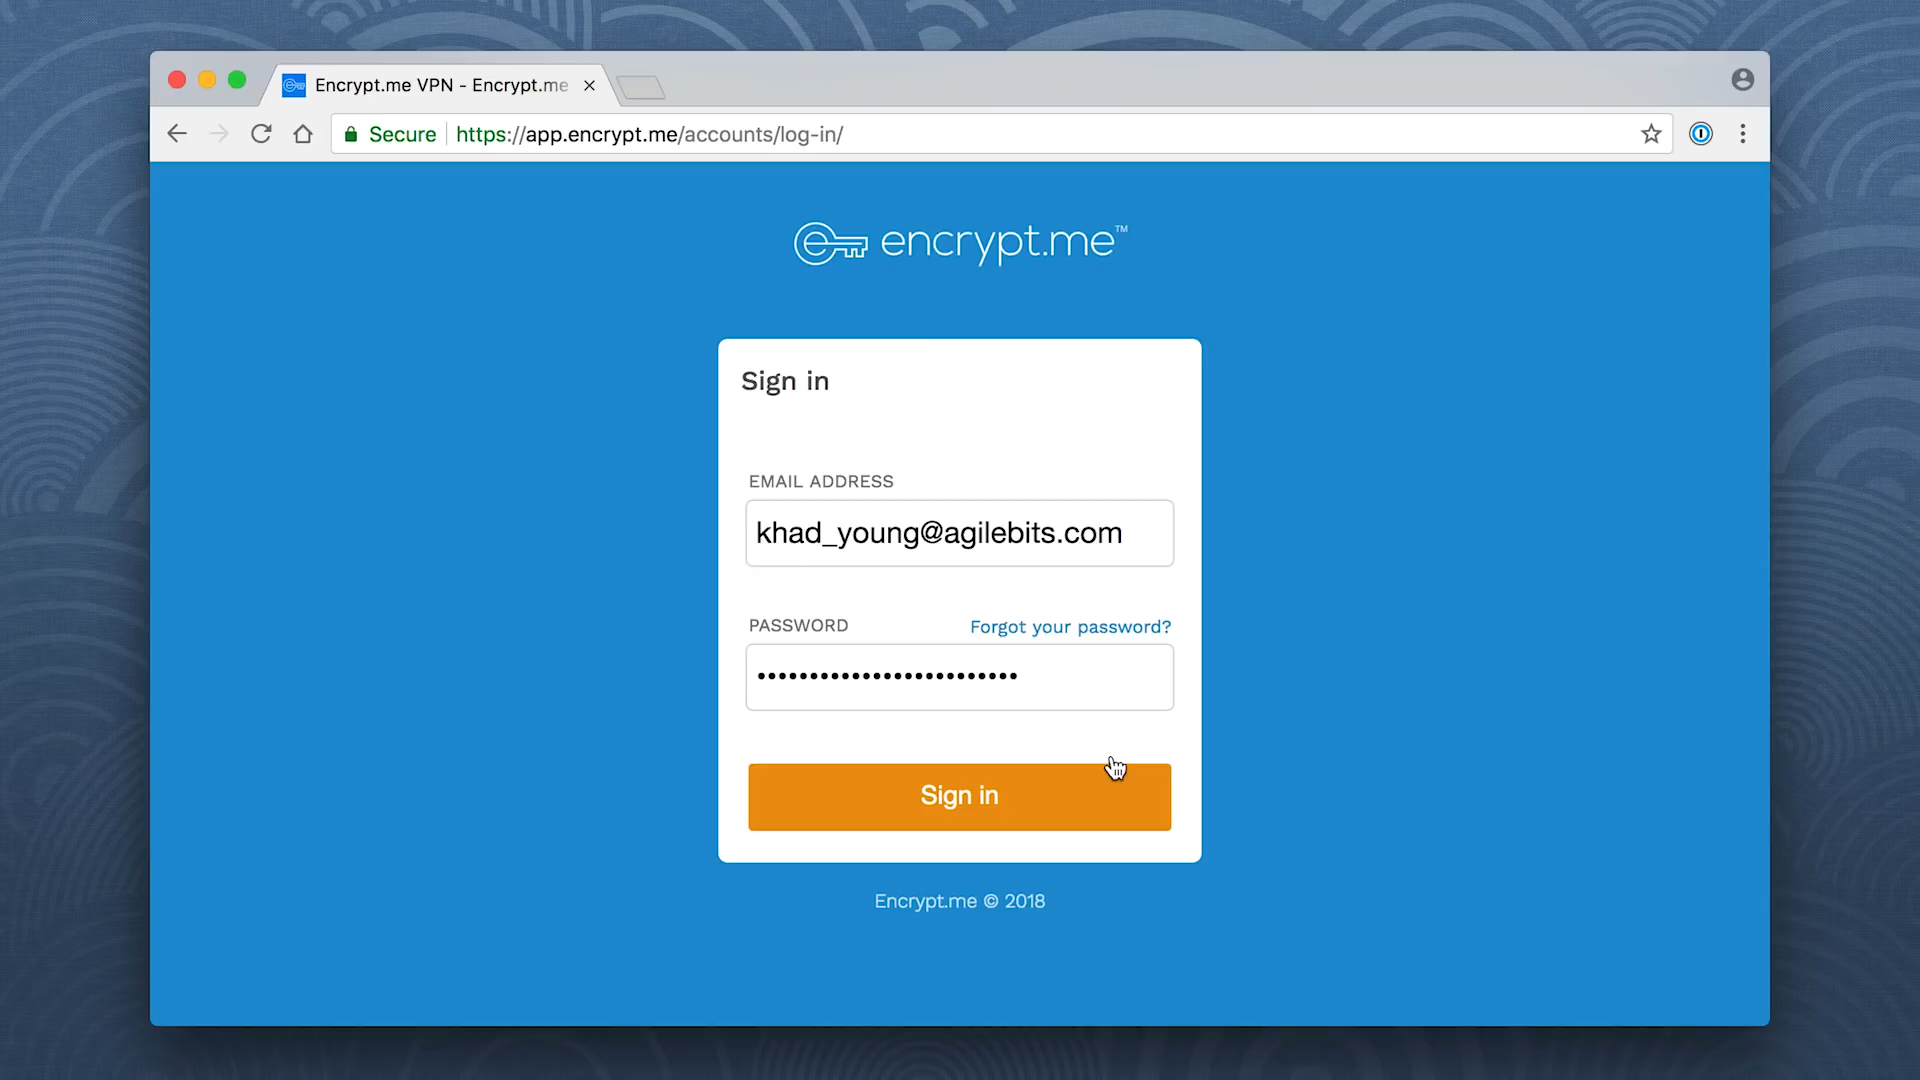 Encrypt.me VPN - Encrypt.me
Secure https://app.encrypt.me/accounts/log-in/
encrypt.me™
Sign in
EMAIL ADDRESS
khad_young@agilebits.com
PASSWORD Forgot your password?
•••••••••••••••••••••••••
Sign in
Encrypt.me © 2018